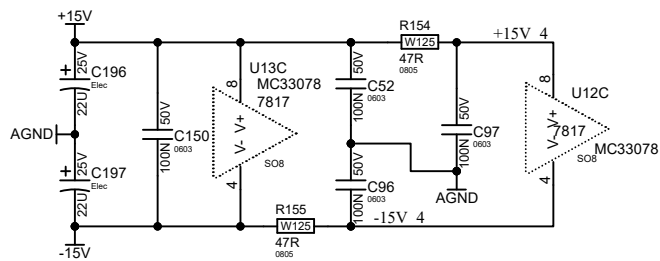 +15V
R154
W125
47R
0805
+15V 4
25V
C196
Elec
22U
AGND
25V
C197
Elec
22U
-15V
50V
C150
0603
100N
8
U13C
MC33078
7817
V+
V-
SO8
4
50V
C52
0603
100N
50V
C96
0603
100N
R155
W125
47R
0805
-15V 4
50V
C97
0603
100N
AGND
8
U12C
V+
7817
V-
SO8
MC33078
4